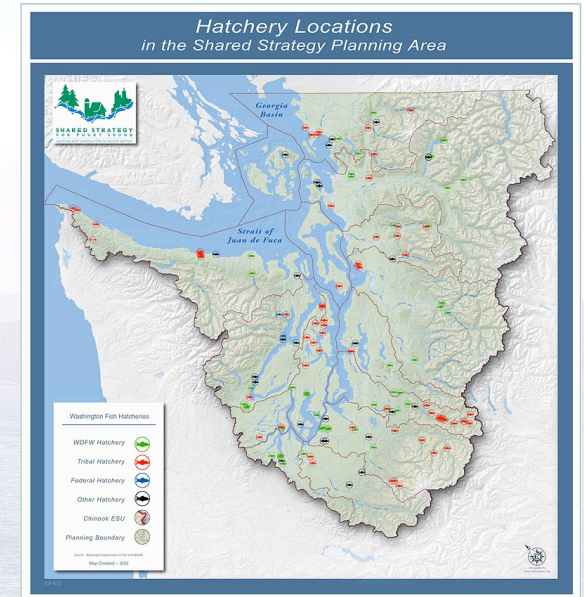 Hatchery Locations
in the Shared Strategy Planning Area
SHARED STRATEGY
FOR PUGET SOUND
Georgia
Basin
Strait of
Juan de Fuca
Washington Fish Hatcheries
WDFW Hatchery
Tribal Hatchery
Federal Hatchery
Other Hatchery
Chinook ESU
Planning Boundary